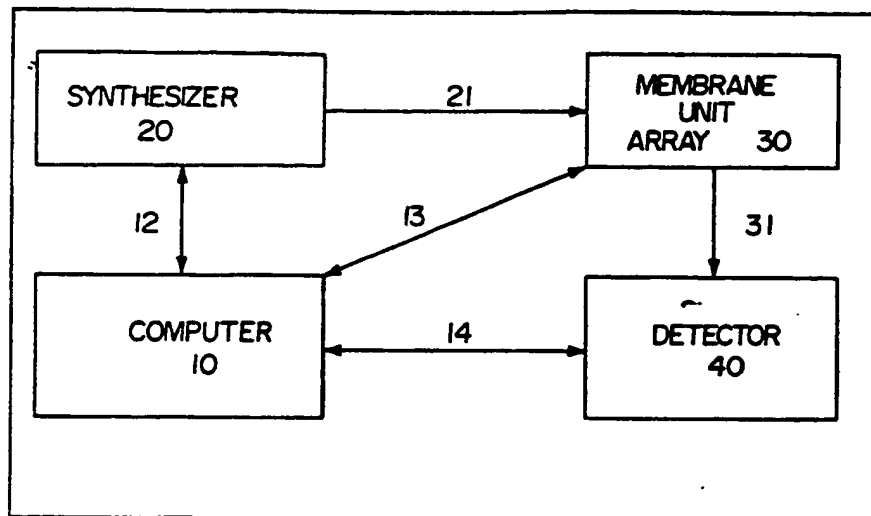 SYNTHESIZER
20
21
MEMBRANE
UNIT
ARRAY 30
12
13
31
COMPUTER
10
14
DETECTOR
40